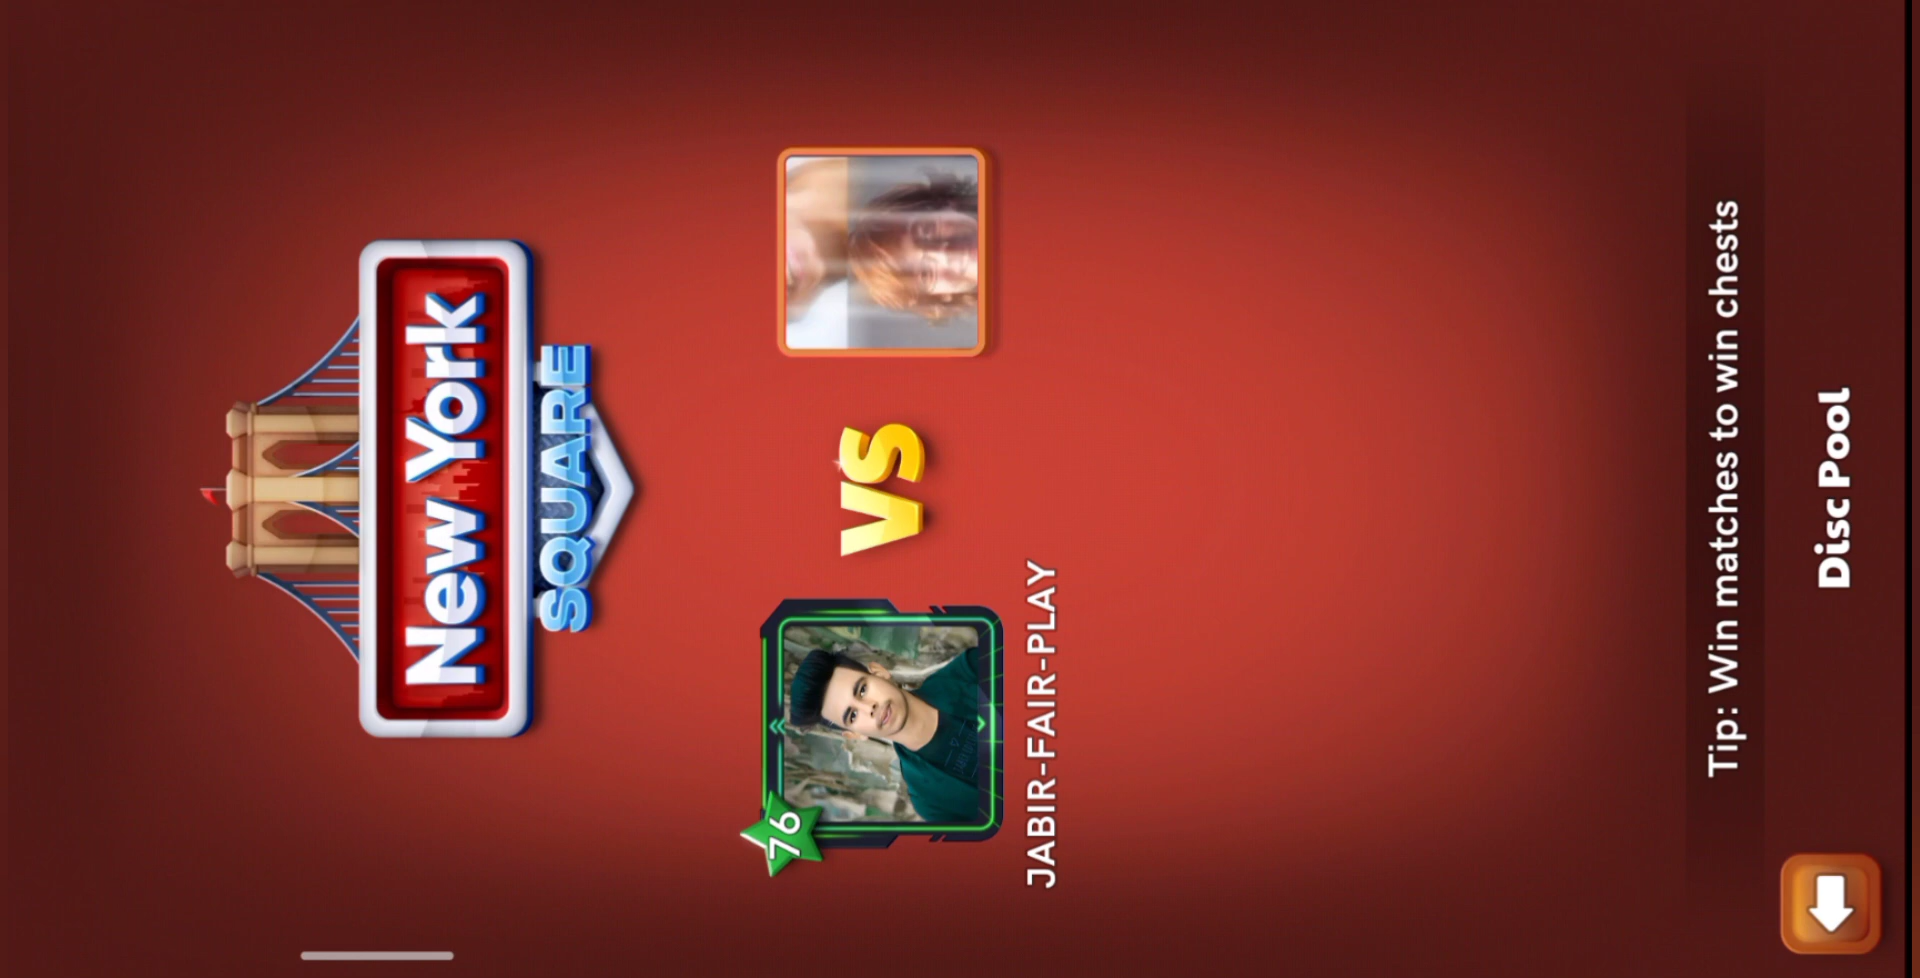 New York
SQUARE
VS
76
JABIR-FAIR-PLAY
Tip: Win matches to win chests
Disc Pool